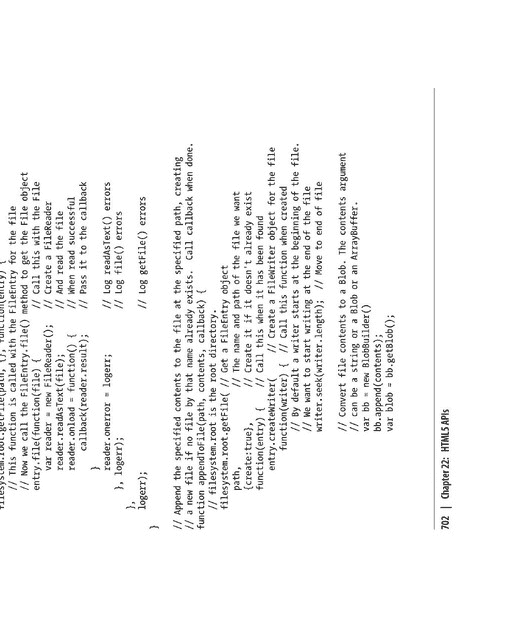 filesystem.root.getFile(path, {}, function(entry) {
// This function is called with the FileEntry for the file
// Now we call the FileEntry.file() method to get the File object
entry.file(function(file) { // Call this with the File
var reader = new FileReader(); // Create a FileReader
reader.readAsText(file); // And read the file
reader.onload = function() { // When read successful
callback(reader.result); // Pass it to the callback
}
reader.onerror = logerr; // Log readAsText() errors
}, logerr); // Log file() errors
},
logerr); // Log getFile() errors
}
// Append the specified contents to the file at the specified path, creating
// a new file if no file by that name already exists. Call callback when done.
function appendToFile(path, contents, callback) {
// filesystem.root is the root directory.
filesystem.root.getFile( // Get a FileEntry object
path, // The name and path of the file we want
{create:true}, // Create it if it doesn't already exist
function(entry) { // Call this when it has been found
entry.createWriter( // Create a FileWriter object for the file
function(writer) { // Call this function when created
// By default a writer starts at the beginning of the file.
// We want to start writing at the end of the file
writer.seek(writer.length); // Move to end of file
// Convert file contents to a Blob. The contents argument
// can be a string or a Blob or an ArrayBuffer.
var bb = new BlobBuilder()
bb.append(contents);
var blob = bb.getBlob();
702 | Chapter 22: HTML5 APIs